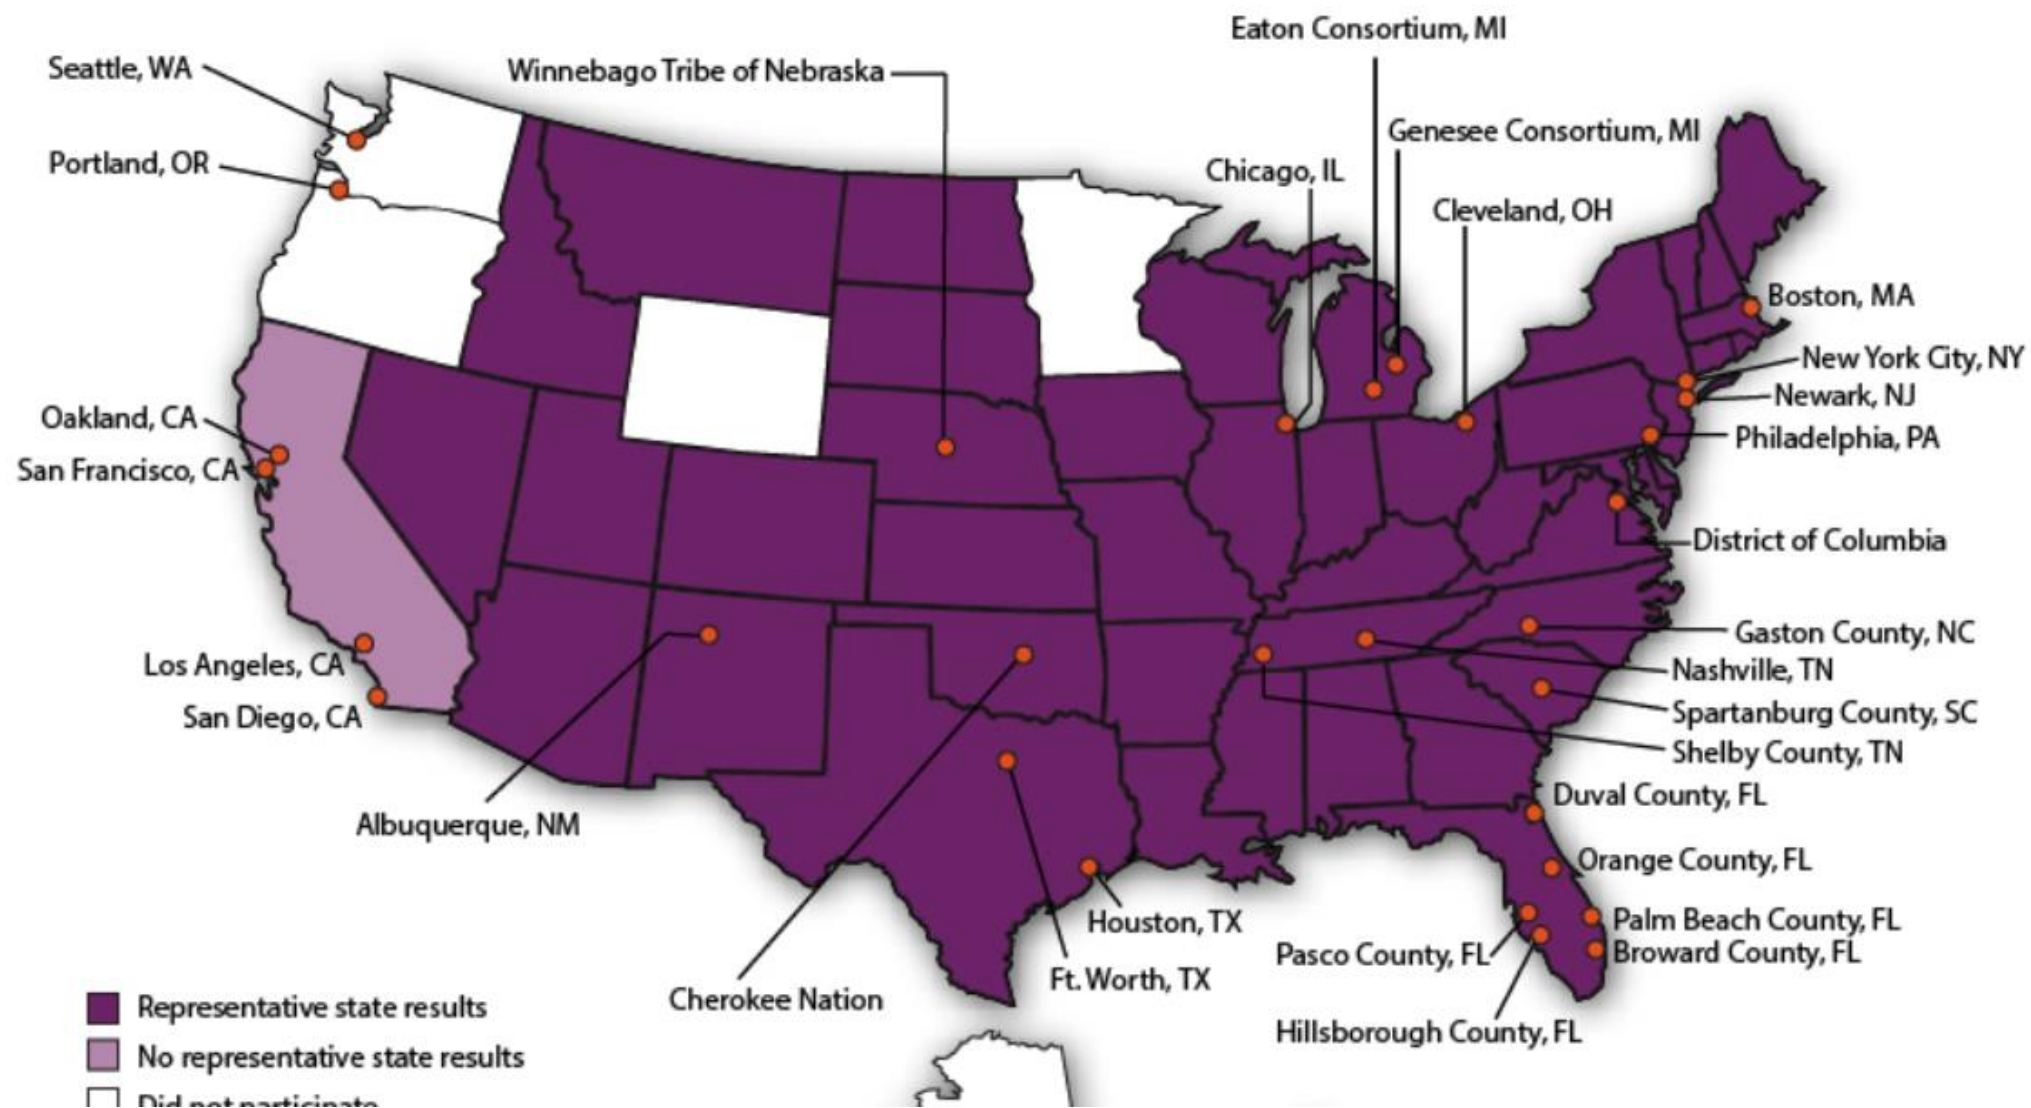 Eaton Consortium, MI
Seattle, WA
Winnebago Tribe of Nebraska
Genesee Consortium, MI
Portland, OR
Chicago, IL
Cleveland, OH
Boston, MA
New York City, NY
Newark, NJ
Oakland, CA
Philadelphia, PA
San Francisco, CA
District of Columbia
Gaston County, NC
Los Angeles, CA
Nashville, TN
San Diego, CA
Spartanburg County, SC
Shelby County, TN
Duval County, FL
Albuquerque, NM
Orange County, FL
Houston, TX
Palm Beach County, FL
Pasco County, FL
Broward County, FL
Ft. Worth, TX
Cherokee Nation
Hillsborough County, FL
Representative state results
No representative state results
Did not participate